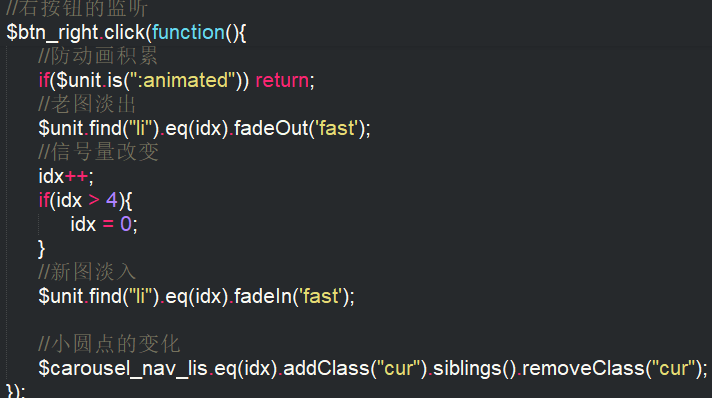 //右按钮的监听
$btn_right.click(function(){
//防动画积累
if($unit.is(":animated")) return;
//老图淡出
$unit.find("li").eq(idx).fadeOut('fast');
//信号量改变
idx++;
if(idx > 4){
idx = 0;
}
//新图淡入
$unit.find("li").eq(idx).fadeIn('fast');
//小圆点的变化
$carousel_nav_lis.eq(idx).addClass("cur").siblings().removeClass("cur");
});